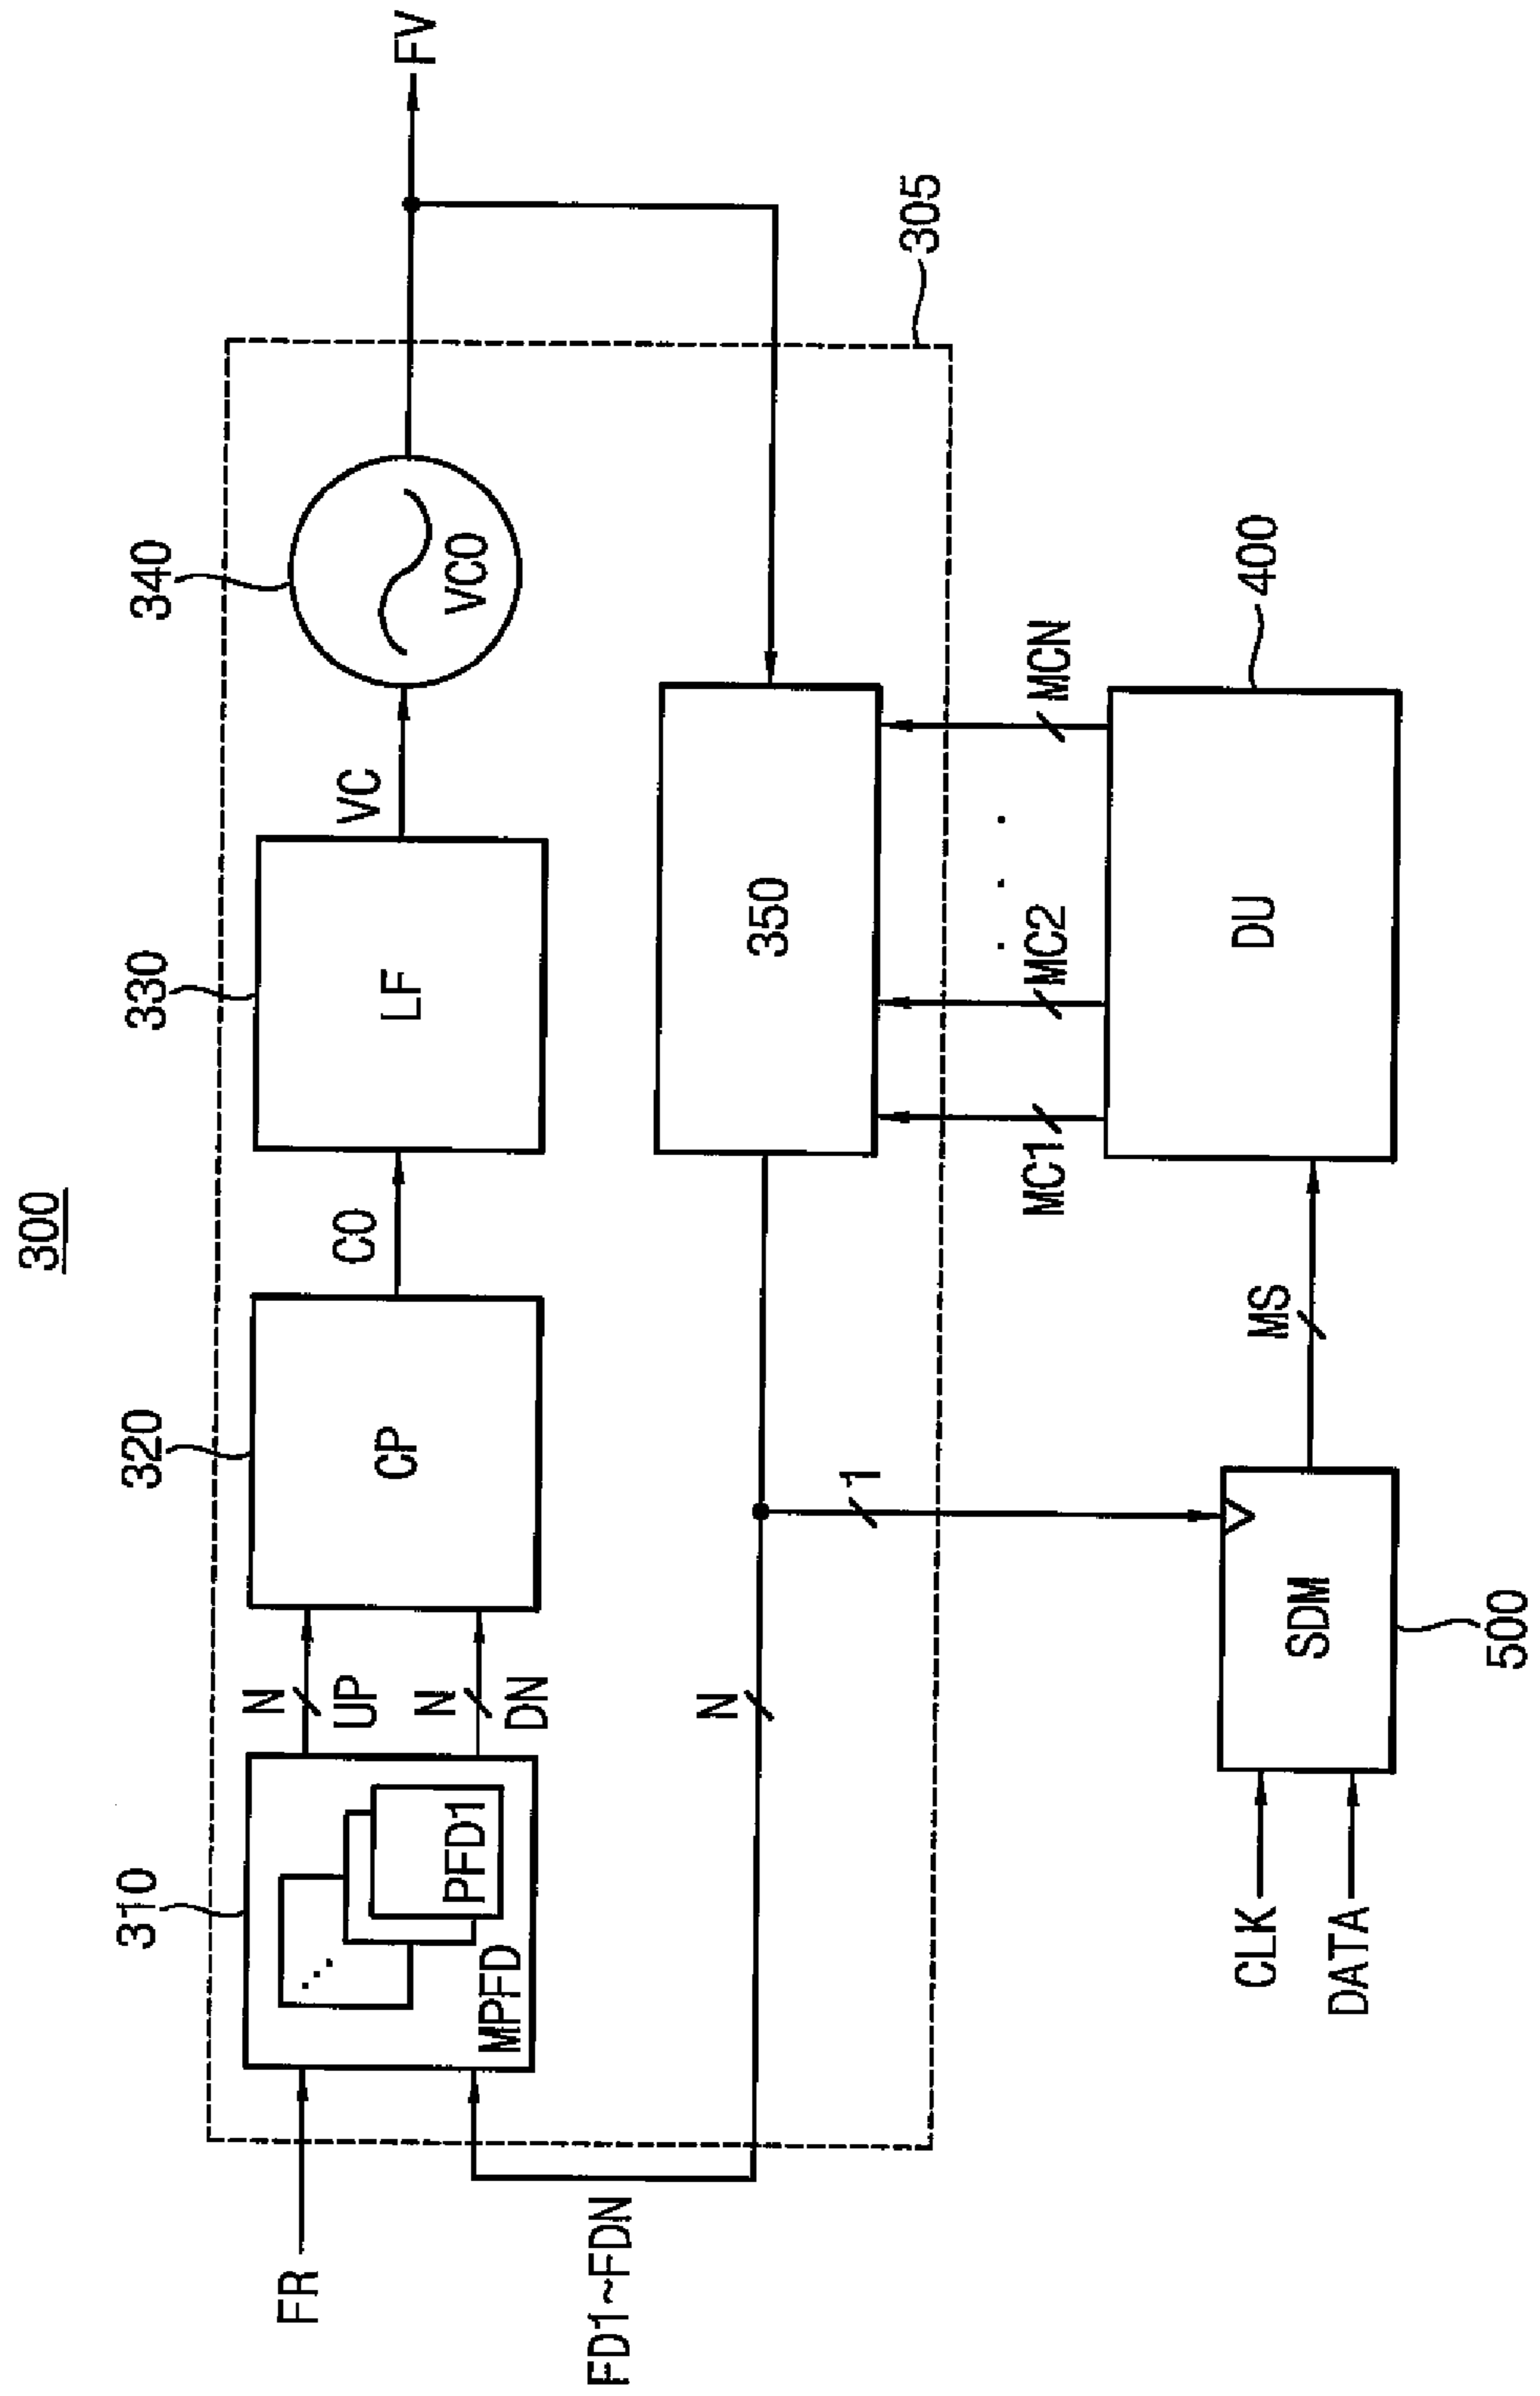 300
310
320
330
340
FR
MPFD
PFD1
N
UP
N
DN
CP
CO
LF
VC
VCO
FV
305
FD1~FDN
N
1
350
MC1
MC2
MCN
400
DU
MS
CLK
DATA
SDM
500